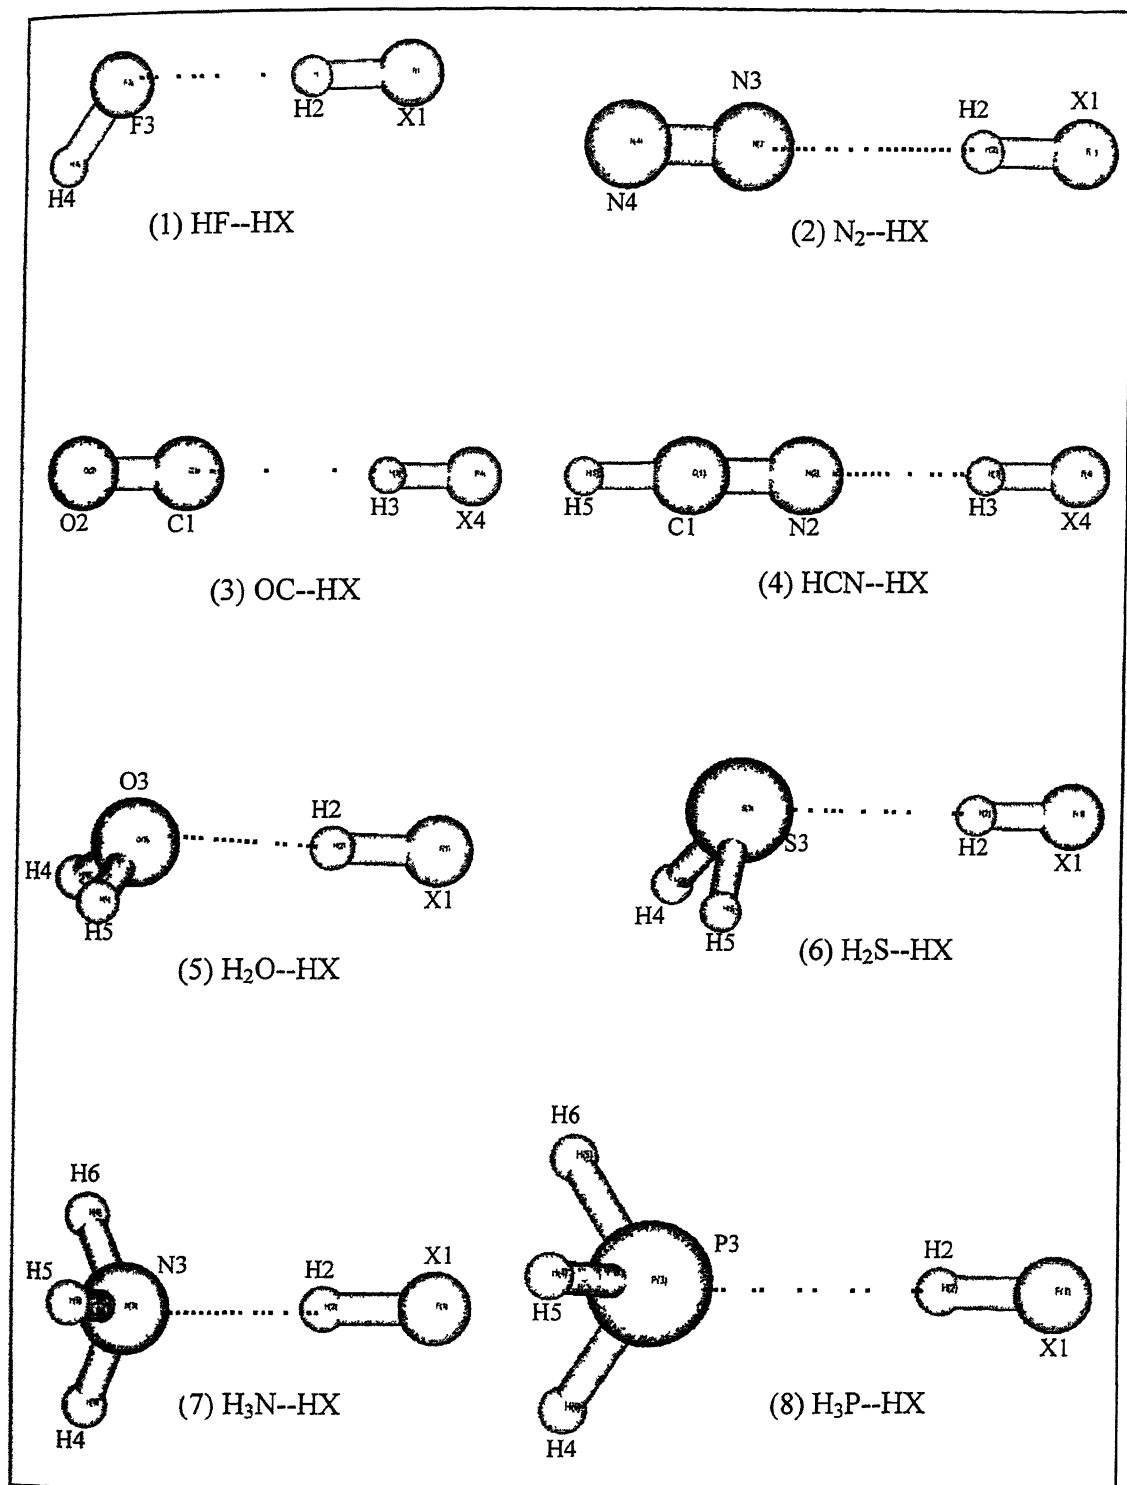 H2
X1
F3
H4
(1) HF--HX
N3
H2
X1
N4
(2) N₂--HX
O2
C1
H3
X4
(3) OC--HX
H5
C1
N2
H3
X4
(4) HCN--HX
O3
H2
H4
H5
X1
(5) H₂O--HX
S3
H2
X1
H4
H5
(6) H₂S--HX
H6
H5
N3
H2
X1
H4
(7) H₃N--HX
H6
P3
H2
H5
X1
H4
(8) H₃P--HX